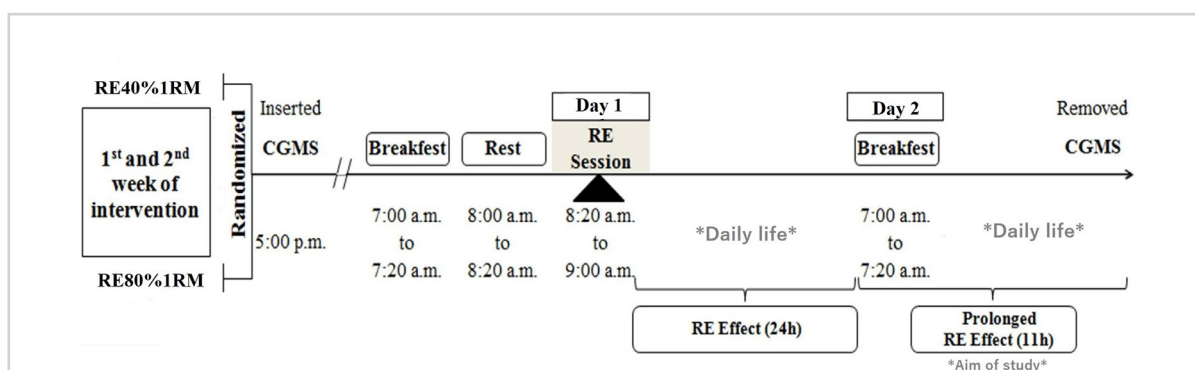 RE40%1RM
1st and 2nd
week of
intervention
RE80%1RM
Randomized
Inserted
CGMS
5:00 p.m.
Breakfest
7:00 a.m.
to
7:20 a.m.
Rest
8:00 a.m.
to
8:20 a.m.
Day 1
RE
Session
8:20 a.m.
to
9:00 a.m.
*Daily life*
RE Effect (24h)
Day 2
Breakfest
7:00 a.m.
to
7:20 a.m.
Removed
CGMS
*Daily life*
Prolonged
RE Effect (11h)
*Aim of study*